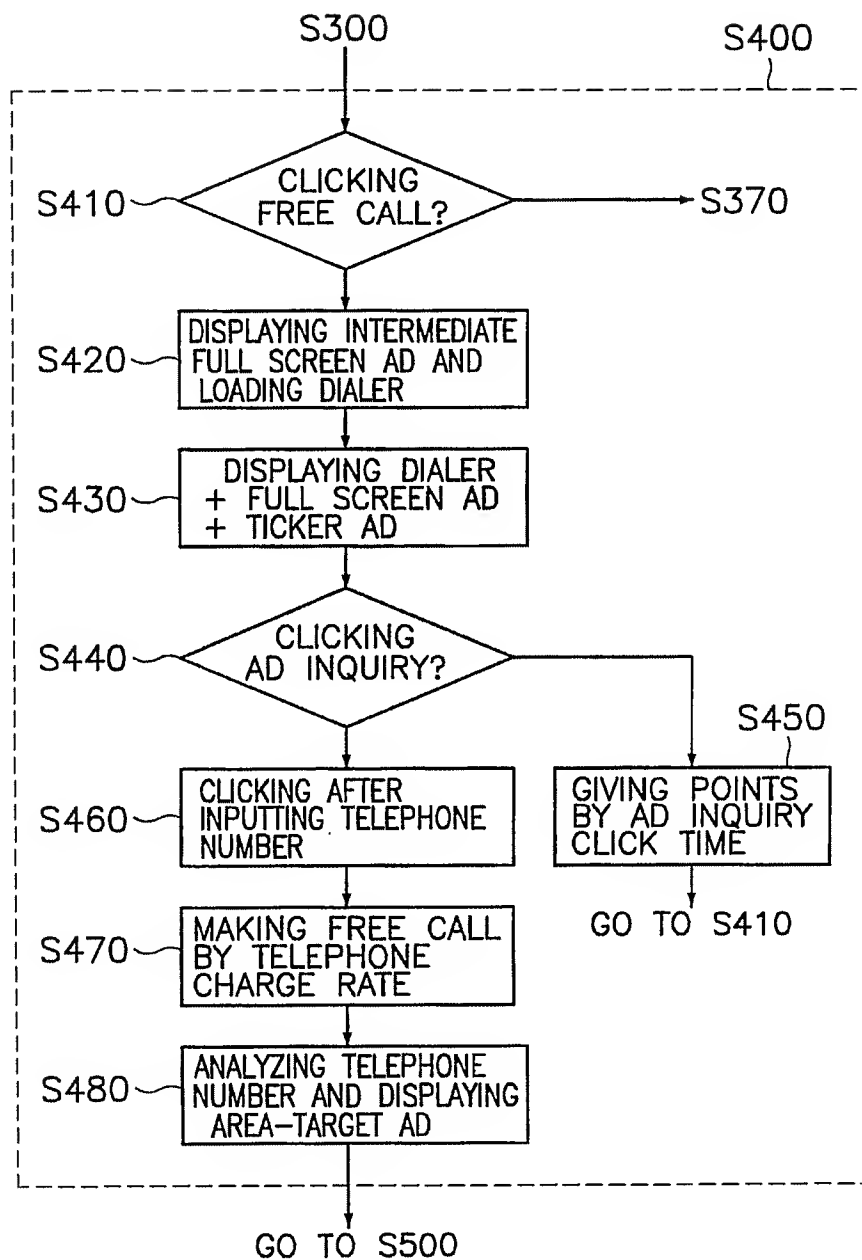 S300
S400
S410
CLICKING
FREE CALL?
S370
S420
DISPLAYING INTERMEDIATE
FULL SCREEN AD AND
LOADING DIALER
S430
DISPLAYING DIALER
+ FULL SCREEN AD
+ TICKER AD
S440
CLICKING
AD INQUIRY?
S450
GIVING POINTS
BY AD INQUIRY
CLICK TIME
GO TO S410
S460
CLICKING AFTER
INPUTTING TELEPHONE
NUMBER
S470
MAKING FREE CALL
BY TELEPHONE
CHARGE RATE
S480
ANALYZING TELEPHONE
NUMBER AND DISPLAYING
AREA-TARGET AD
GO TO S500